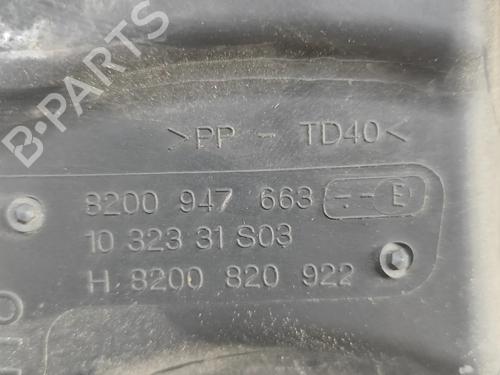 B-PARTS
>PP - TD40<
8200 947 663 --E
10 323 31 S03
H 8200 820 922